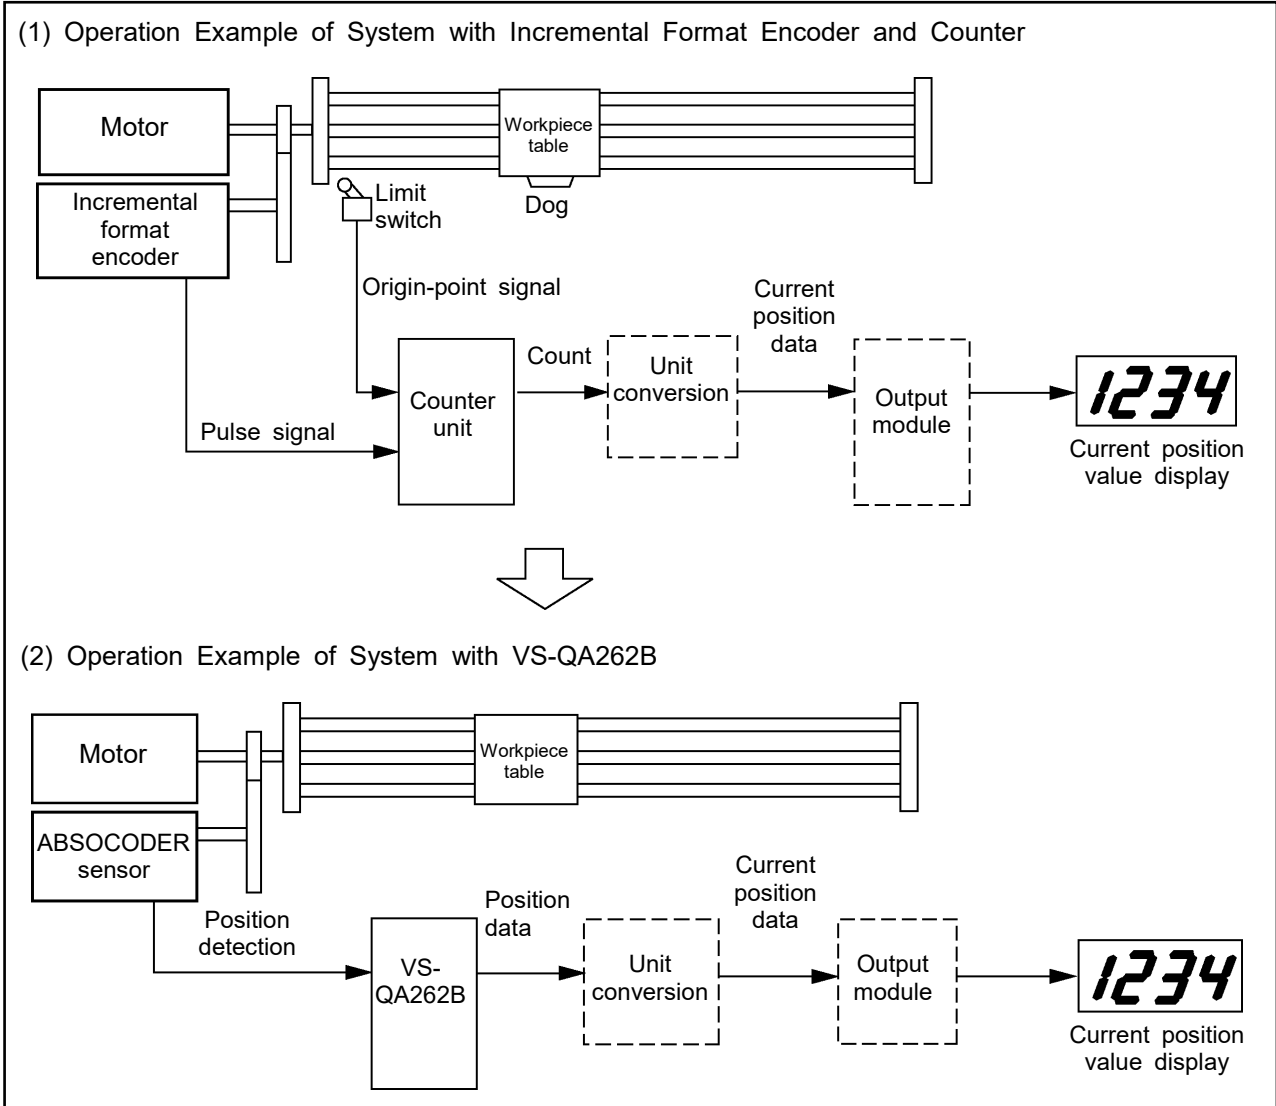 (1) Operation Example of System with Incremental Format Encoder and Counter
Motor
Workpiece
table
Incremental
format
encoder
Limit
switch
Dog
Origin-point signal
Current
position
data
Count
Unit
conversion
Counter
unit
Output
module
1234
Pulse signal
Current position
value display
(2) Operation Example of System with VS-QA262B
Motor
Workpiece
table
ABSOCODER
sensor
Position
detection
Position
data
Current
position
data
VS-
QA262B
Unit
conversion
Output
module
1234
Current position
value display